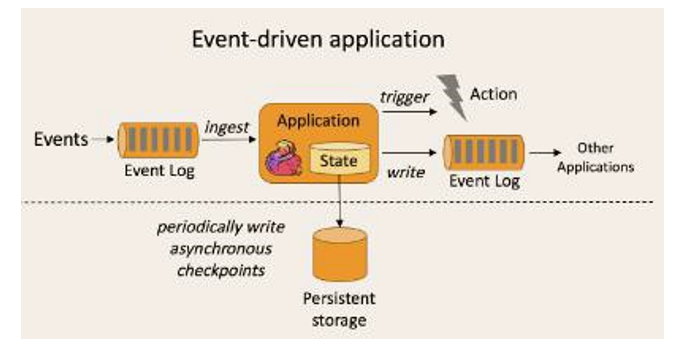 Event-driven application
Events
Event Log
ingest
Application
State
trigger
Action
write
Event Log
Other
Applications
periodically write
asynchronous
checkpoints
Persistent
storage